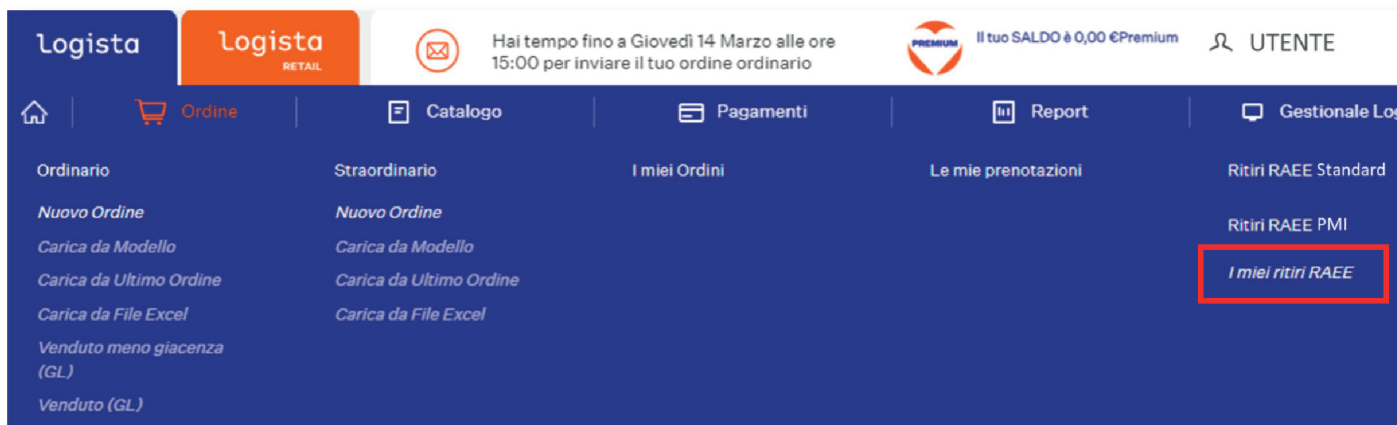 Logista
Logista
RETAIL
Hai tempo fino a Giovedì 14 Marzo alle ore
15:00 per inviare il tuo ordine ordinario
PREMIUM
Il tuo SALDO è 0,00 €Premium
UTENTE
Ordine
Catalogo
Pagamenti
Report
Gestionale Log
Ordinario
Straordinario
I miei Ordini
Le mie prenotazioni
Ritiri RAEE Standard
Nuovo Ordine
Nuovo Ordine
Ritiri RAEE PMI
Carica da Modello
Carica da Modello
I miei ritiri RAEE
Carica da Ultimo Ordine
Carica da Ultimo Ordine
Carica da File Excel
Carica da File Excel
Venduto meno giacenza
(GL)
Venduto (GL)